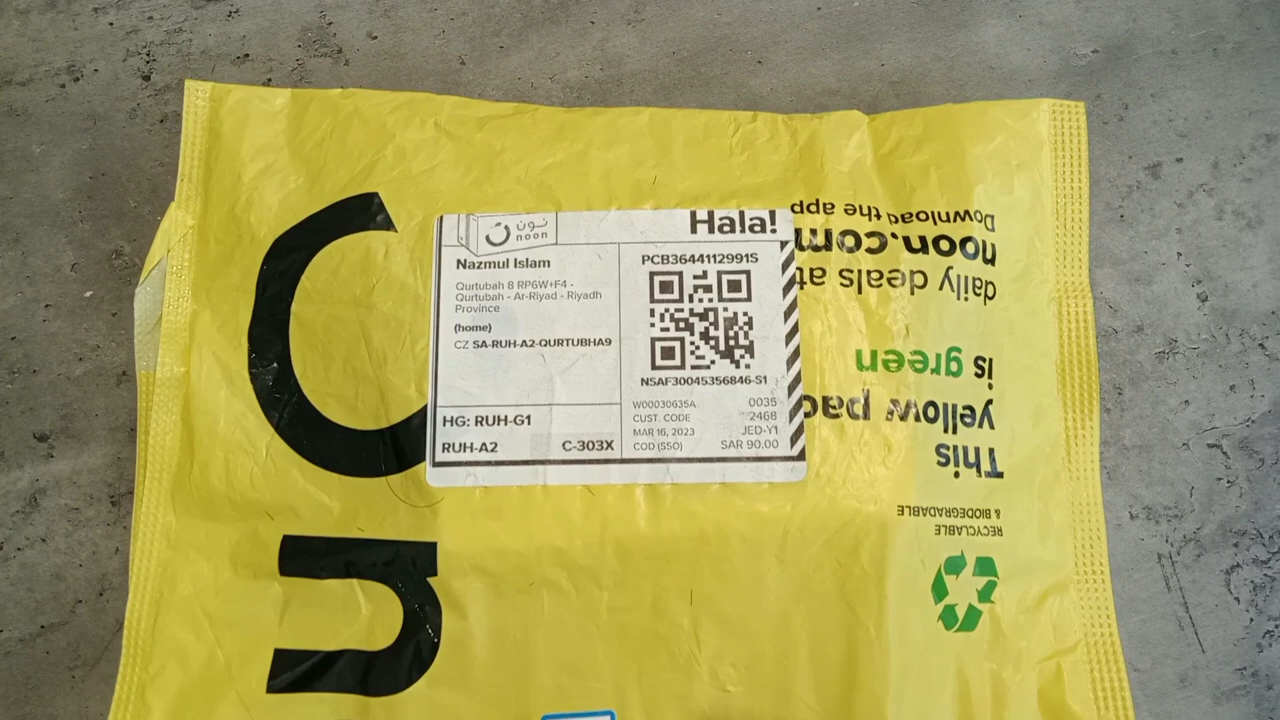 نون
noon
Hala!
Nazmul Islam
Qurtubah 8 RP6W+F4 -
Qurtubah - Ar-Riyad - Riyadh
Province
(home)
CZ SA-RUH-A2-QURTUBHA9
HG: RUH-G1
RUH-A2 C-303X
PCB3644112991S
NSAF30045356846-S1
W00030635A 0035
CUST. CODE 2468
MAR 16, 2023 JED-Y1
COD (SSO) SAR 90.00
RECYCLABLE
& BIODEGRADABLE
This
yellow
is green
daily deals at
noon.com
Download the app